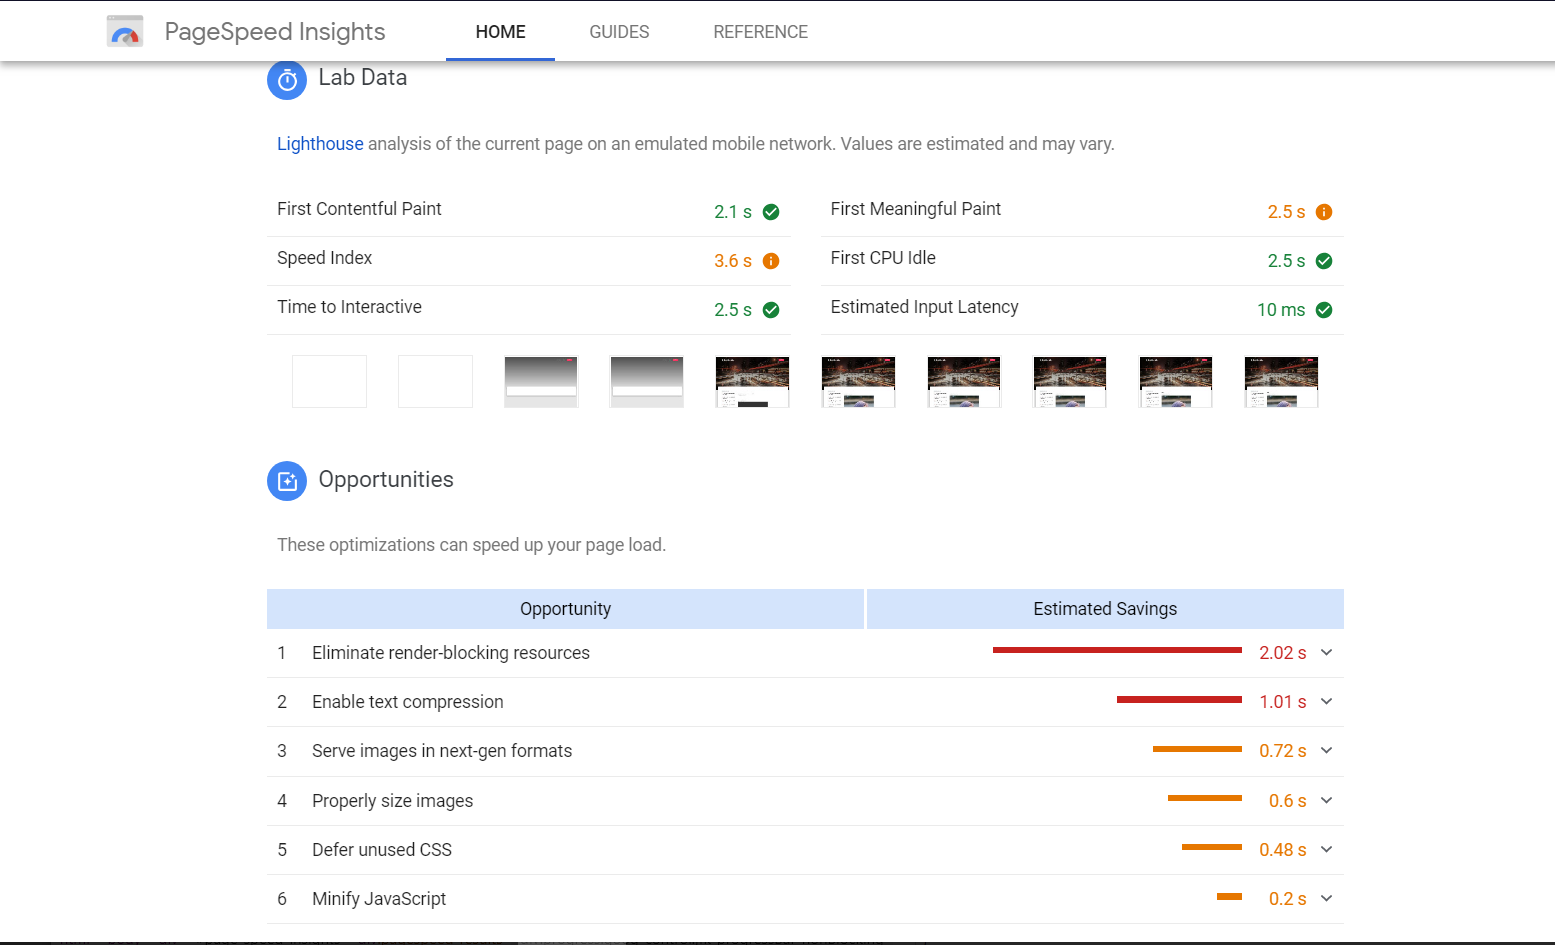 PageSpeed Insights HOME GUIDES REFERENCE
Lab Data
Lighthouse analysis of the current page on an emulated mobile network. Values are estimated and may vary.
First Contentful Paint 2.1 s First Meaningful Paint 2.5 s
Speed Index 3.6 s First CPU Idle 2.5 s
Time to Interactive 2.5 s Estimated Input Latency 10 ms
Opportunities
These optimizations can speed up your page load.
Opportunity Estimated Savings
1 Eliminate render-blocking resources 2.02 s
2 Enable text compression 1.01 s
3 Serve images in next-gen formats 0.72 s
4 Properly size images 0.6 s
5 Defer unused CSS 0.48 s
6 Minify JavaScript 0.2 s